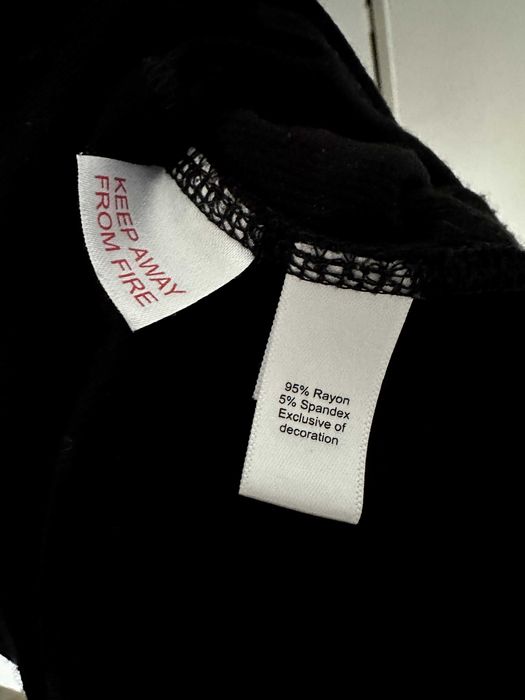 KEEP AWAY
FROM FIRE
95% Rayon
5% Spandex
Exclusive of
decoration